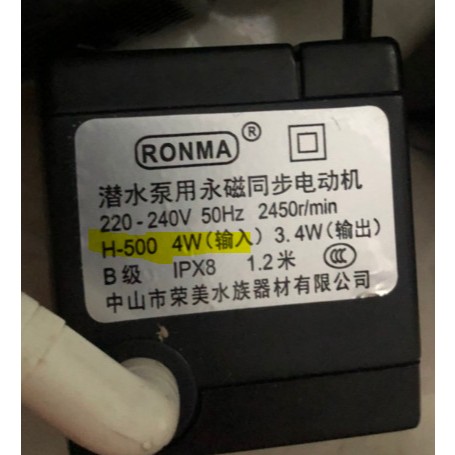 RONMA ®
潜水泵用永磁同步电动机
220-240V 50Hz 2450r/min
H-500 4W(输入) 3.4W(输出)
B级 IPX8 1.2米 CCC
中山市荣美水族器材有限公司